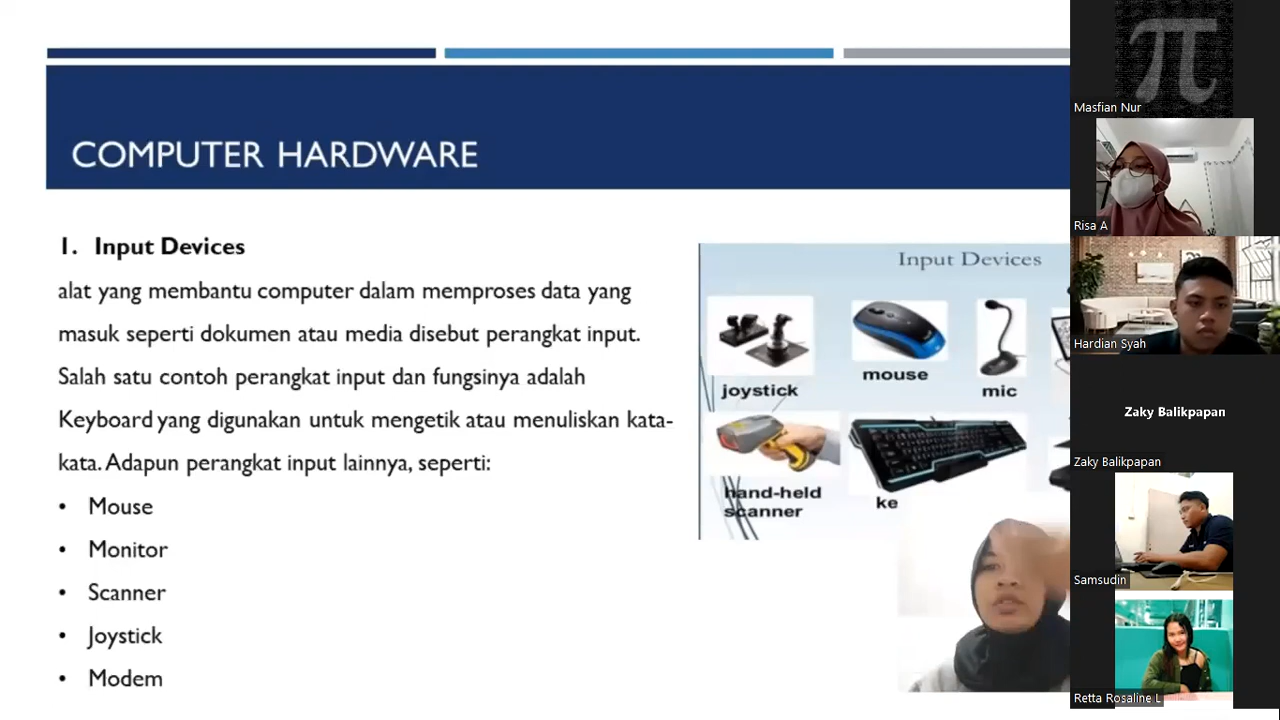 COMPUTER HARDWARE
1. Input Devices
alat yang membantu computer dalam memproses data yang
masuk seperti dokumen atau media disebut perangkat input.
Salah satu contoh perangkat input dan fungsinya adalah
Keyboard yang digunakan untuk mengetik atau menuliskan kata-
kata. Adapun perangkat input lainnya, seperti:
• Mouse
• Monitor
• Scanner
• Joystick
• Modem
Input Devices
joystick
mouse
mic
hand-held
scanner
ke
Masfian Nur
Risa A
Hardian Syah
Zaky Balikpapan
Zaky Balikpapan
Samsudin
Retta Rosaline L